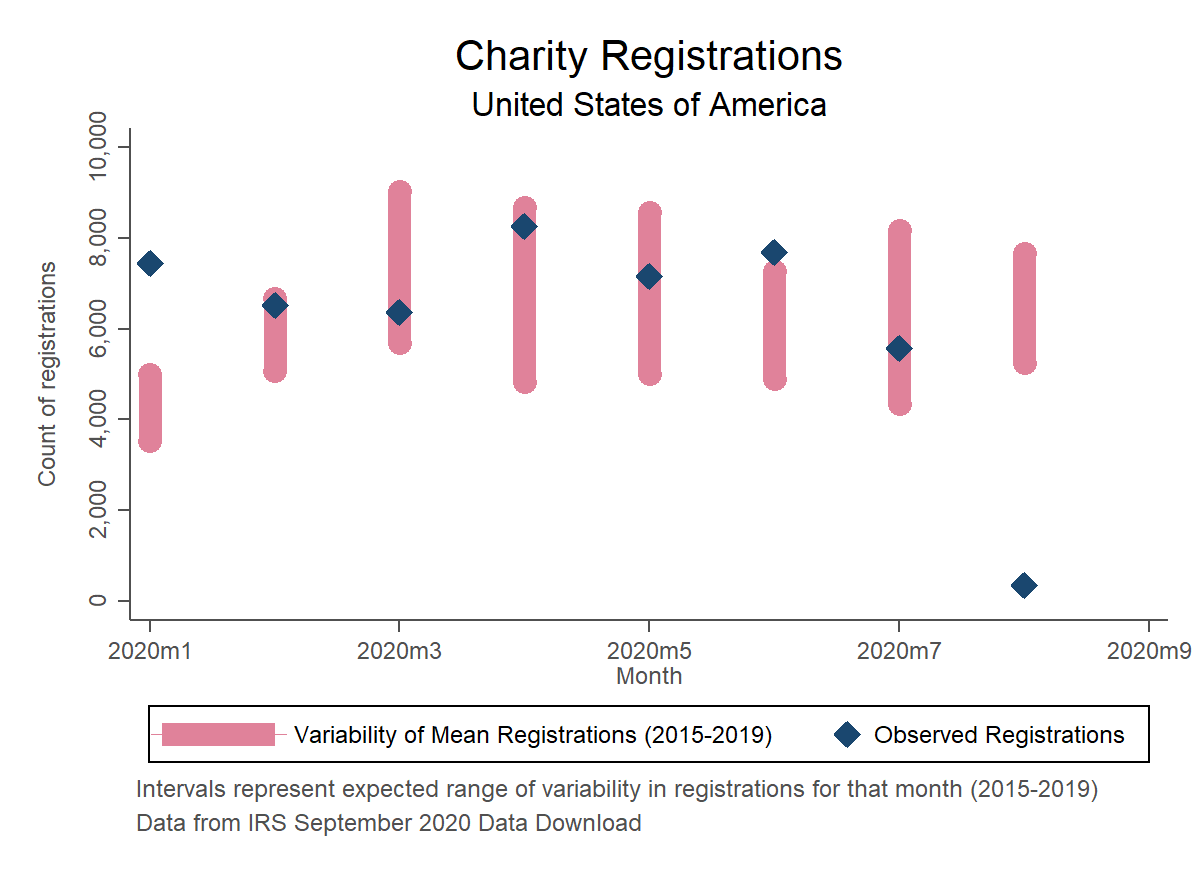 Charity Registrations
United States of America
Count of registrations
10,000
8,000
6,000
4,000
2,000
0
2020m1 2020m3 2020m5 2020m7 2020m9
Month
Variability of Mean Registrations (2015-2019) Observed Registrations
Intervals represent expected range of variability in registrations for that month (2015-2019)
Data from IRS September 2020 Data Download